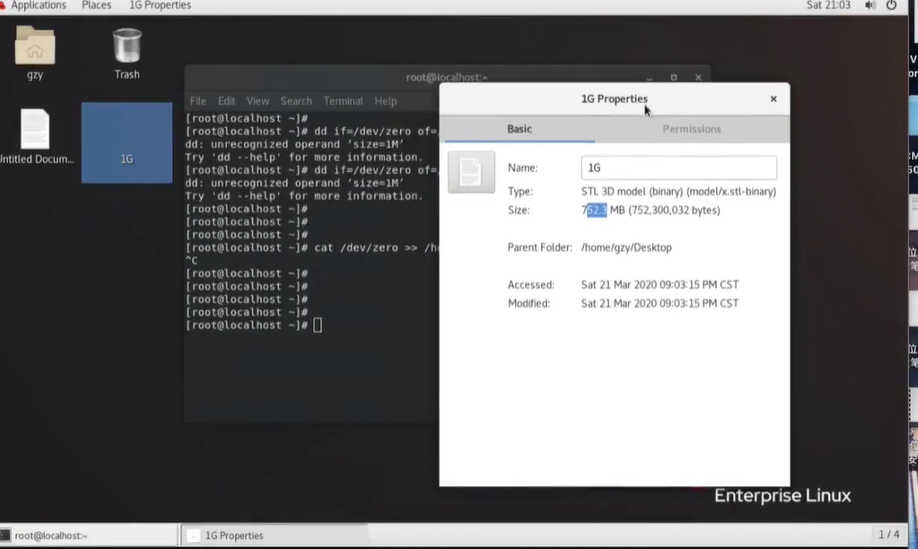 Applications Places 1G Properties Sat 21:03
gzy
Trash
Untitled Docum...
1G
root@localhost:~
File Edit View Search Terminal Help
[root@localhost ~]#
[root@localhost ~]# dd if=/dev/zero of=
dd: unrecognized operand ‘size=1M’
Try 'dd --help' for more information.
[root@localhost ~]# dd if=/dev/zero of=
dd: unrecognized operand ‘size=1M’
Try 'dd --help' for more information.
[root@localhost ~]#
[root@localhost ~]#
[root@localhost ~]#
[root@localhost ~]# cat /dev/zero >> /h
^C
[root@localhost ~]#
[root@localhost ~]#
[root@localhost ~]#
[root@localhost ~]#
[root@localhost ~]#
1G Properties
Basic Permissions
Name: 1G
Type: STL 3D model (binary) (model/x.stl-binary)
Size: 752.3 MB (752,300,032 bytes)
Parent Folder: /home/gzy/Desktop
Accessed: Sat 21 Mar 2020 09:03:15 PM CST
Modified: Sat 21 Mar 2020 09:03:15 PM CST
Enterprise Linux
root@localhost:~ 1G Properties 1 / 4